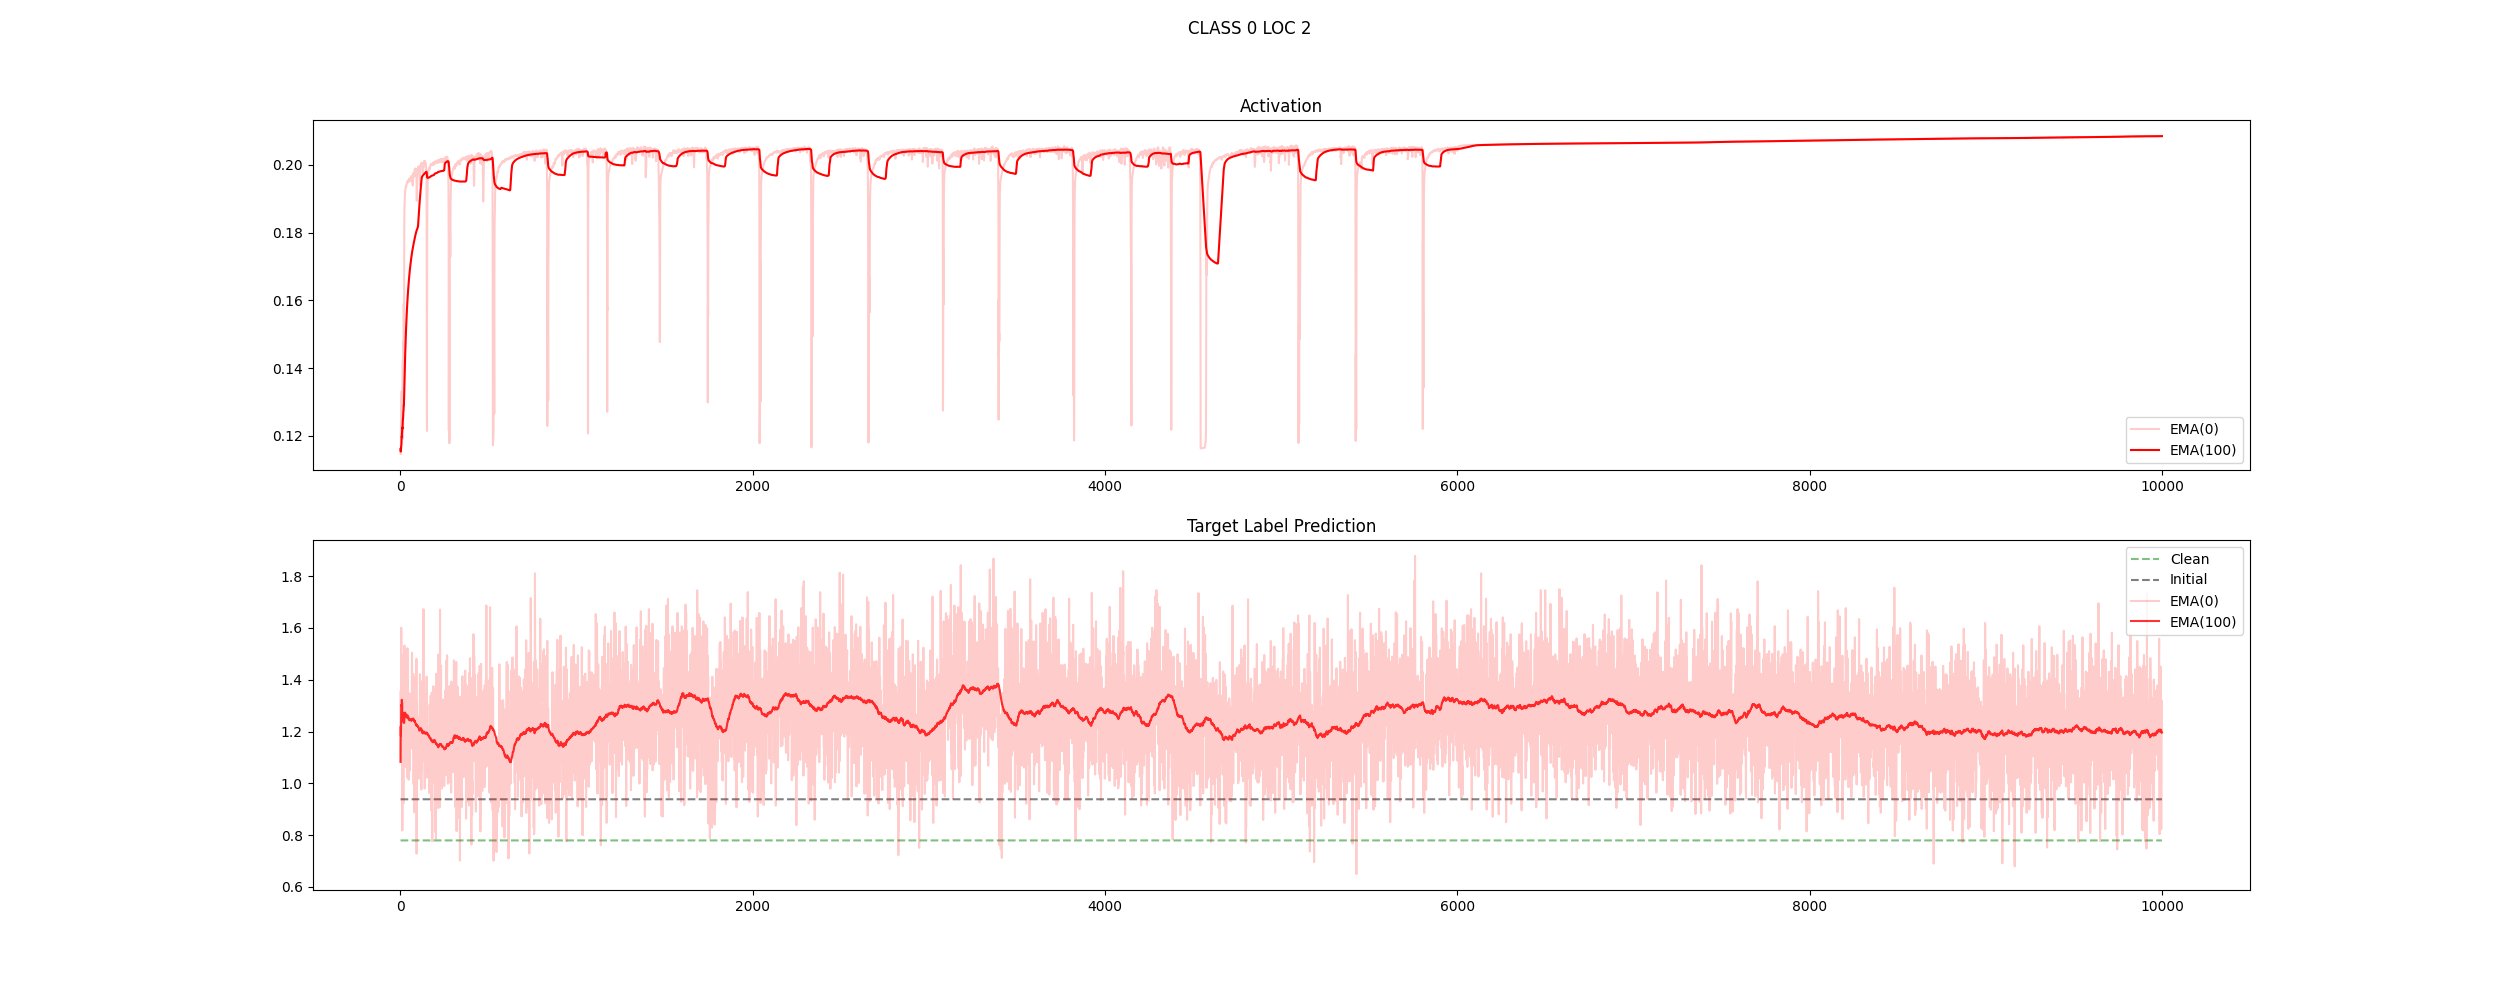 CLASS 0 LOC 2
Activation
0.20
0.18
0.16
0.14
0.12
EMA(0)
EMA(100)
0 2000 4000 6000 8000 10000
Target Label Prediction
1.8
1.6
1.4
1.2
1.0
0.8
0.6
Clean
Initial
EMA(0)
EMA(100)
0 2000 4000 6000 8000 10000